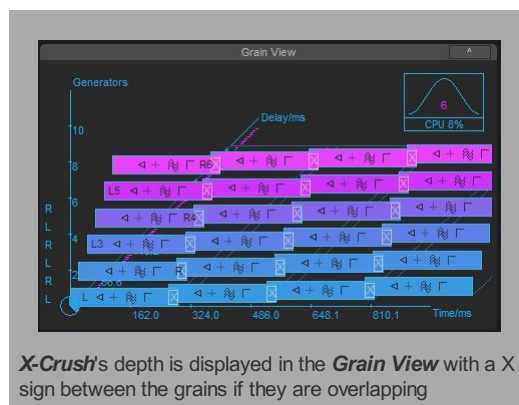 Grain View
^
Generators
Delay/ms
10
8
6
4
2
6
CPU 8%
R6
L5
R4
L3
R
L
R
L
R
L
R
L
162.0 324.0 486.0 648.1 810.1 Time/ms
X-Crush's depth is displayed in the Grain View with a X
sign between the grains if they are overlapping